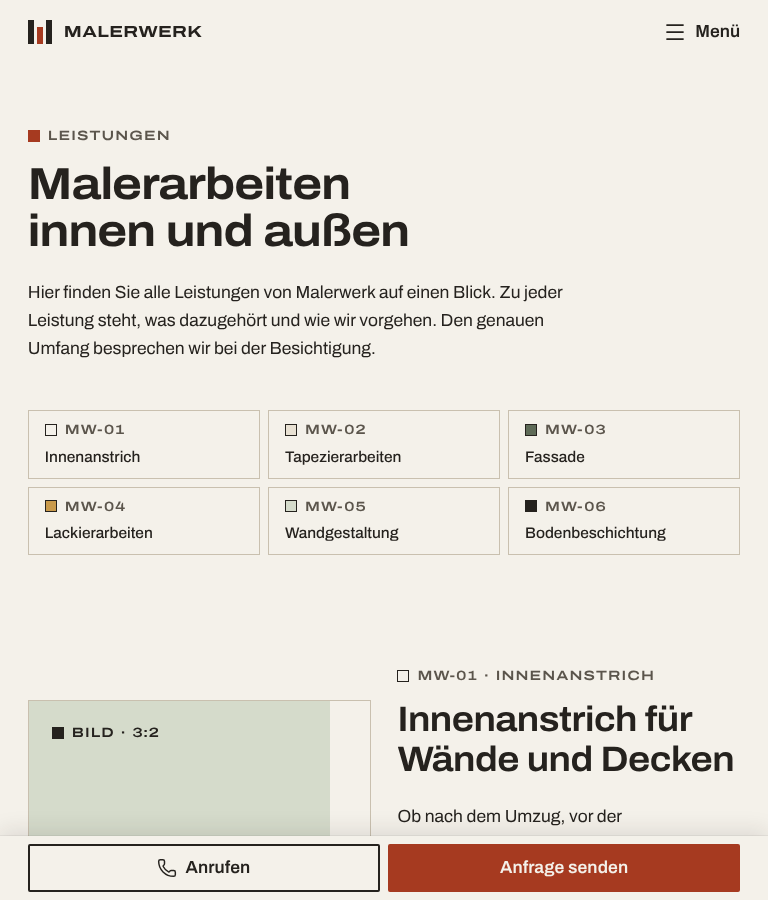 MALERWERK
Menü
LEISTUNGEN
Malerarbeiten
innen und außen
Hier finden Sie alle Leistungen von Malerwerk auf einen Blick. Zu jeder
Leistung steht, was dazugehört und wie wir vorgehen. Den genauen
Umfang besprechen wir bei der Besichtigung.
MW-01
Innenanstrich
MW-02
Tapezierarbeiten
MW-03
Fassade
MW-04
Lackierarbeiten
MW-05
Wandgestaltung
MW-06
Bodenbeschichtung
BILD · 3:2
MW-01 · INNENANSTRICH
Innenanstrich für
Wände und Decken
Ob nach dem Umzug, vor der
Anrufen
Anfrage senden